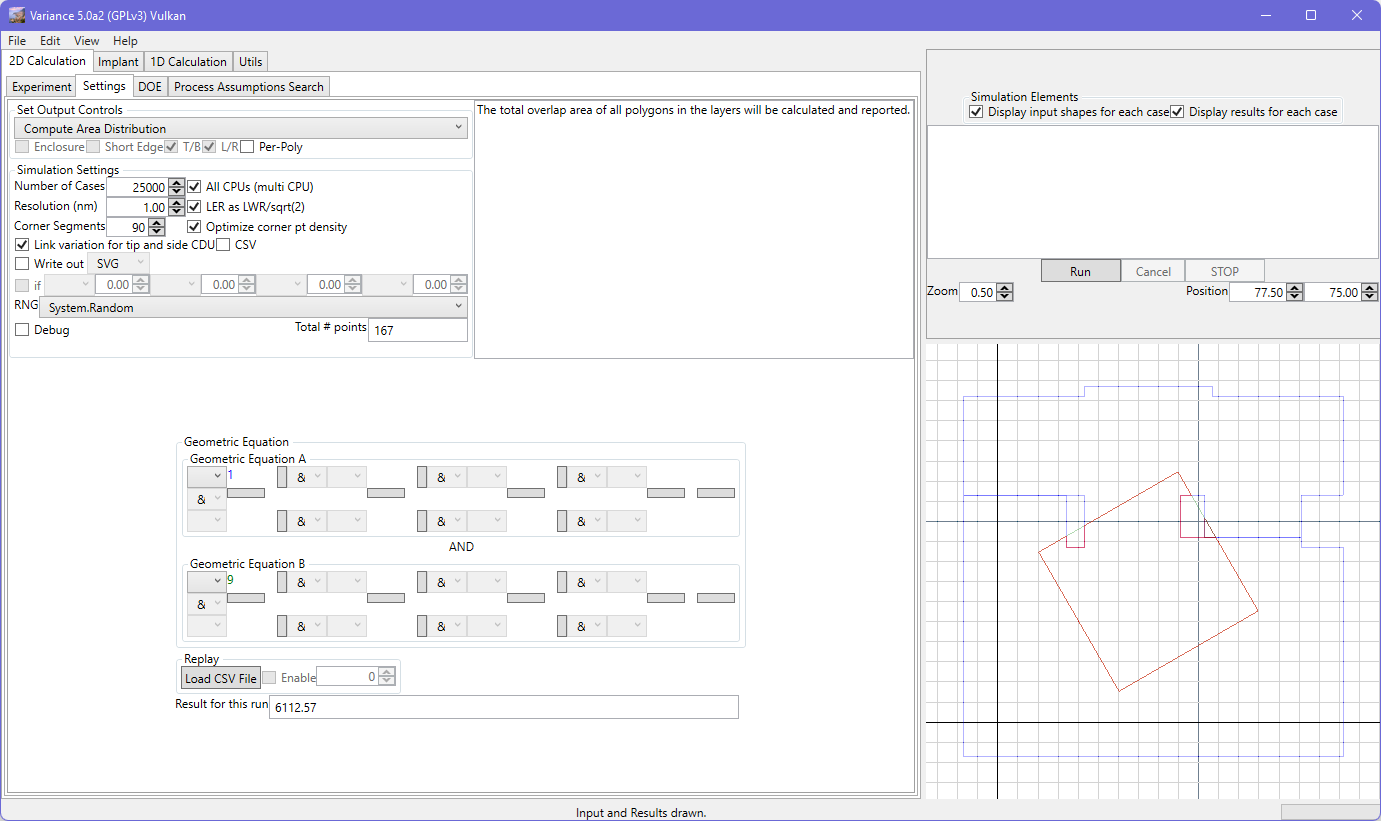 Variance 5.0a2 (GPLv3) Vulkan
File Edit View Help
2D Calculation Implant 1D Calculation Utils
Experiment Settings DOE Process Assumptions Search
Set Output Controls
Compute Area Distribution
Enclosure Short Edge T/B L/R Per-Poly
Simulation Settings
Number of Cases 25000 All CPUs (multi CPU)
Resolution (nm) 1.00 LER as LWR/sqrt(2)
Corner Segments 90 Optimize corner pt density
Link variation for tip and side CDU CSV
Write out SVG
if 0.00 0.00 0.00 0.00
RNG System.Random
Debug Total # points 167
The total overlap area of all polygons in the layers will be calculated and reported.
Geometric Equation
Geometric Equation A
1 & & &
&
& & &
AND
Geometric Equation B
9 & & &
&
& & &
Replay
Load CSV File Enable 0
Result for this run 6112.57
Simulation Elements
Display input shapes for each case Display results for each case
Run Cancel STOP
Zoom 0.50 Position 77.50 75.00
Input and Results drawn.